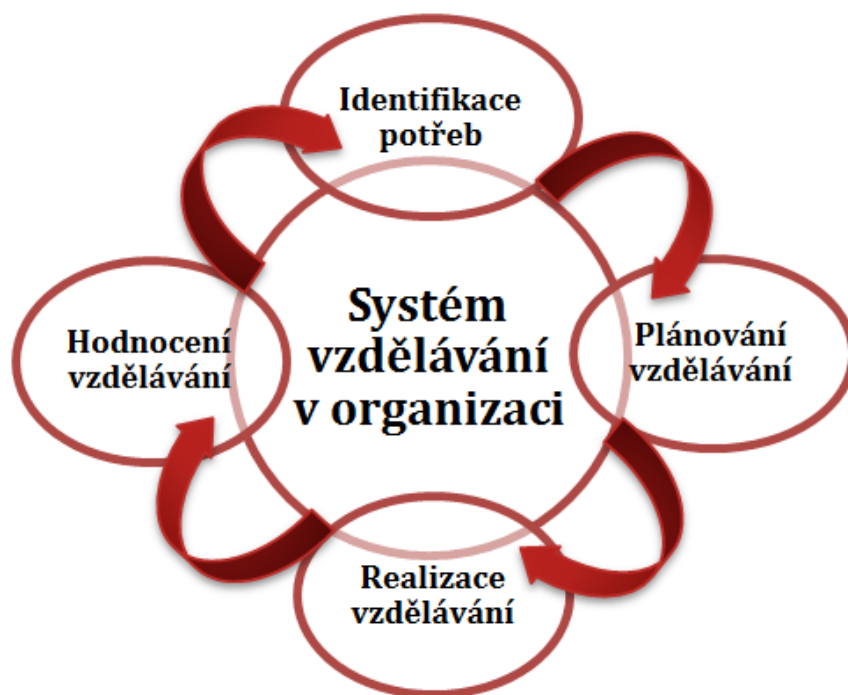 Identifikace
potřeb
Systém
vzdělávání
v organizaci
Plánování
vzdělávání
Realizace
vzdělávání
Hodnocení
vzdělávání